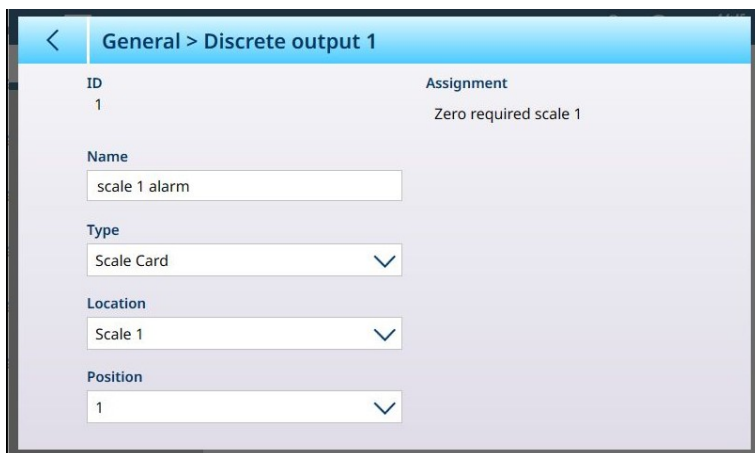 General > Discrete output 1
ID
1
Assignment
Zero required scale 1
Name
scale 1 alarm
Type
Scale Card
Location
Scale 1
Position
1